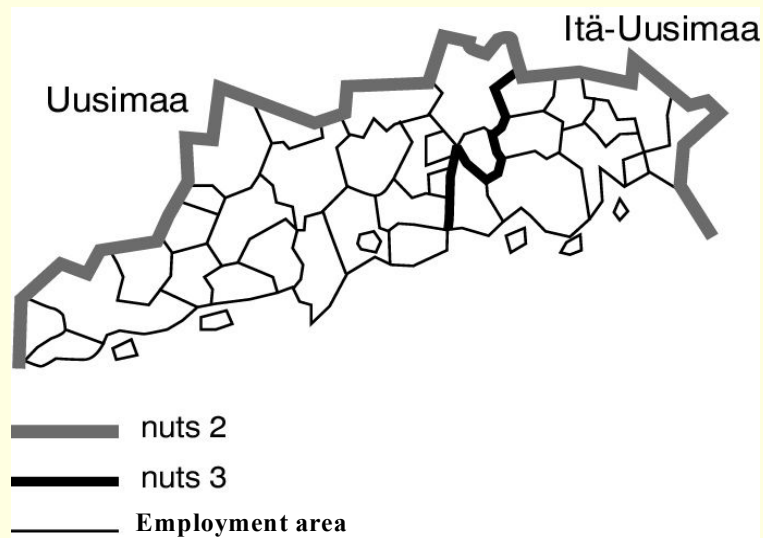 Itä-Uusimaa
Uusimaa
nuts 2
nuts 3
Employment area